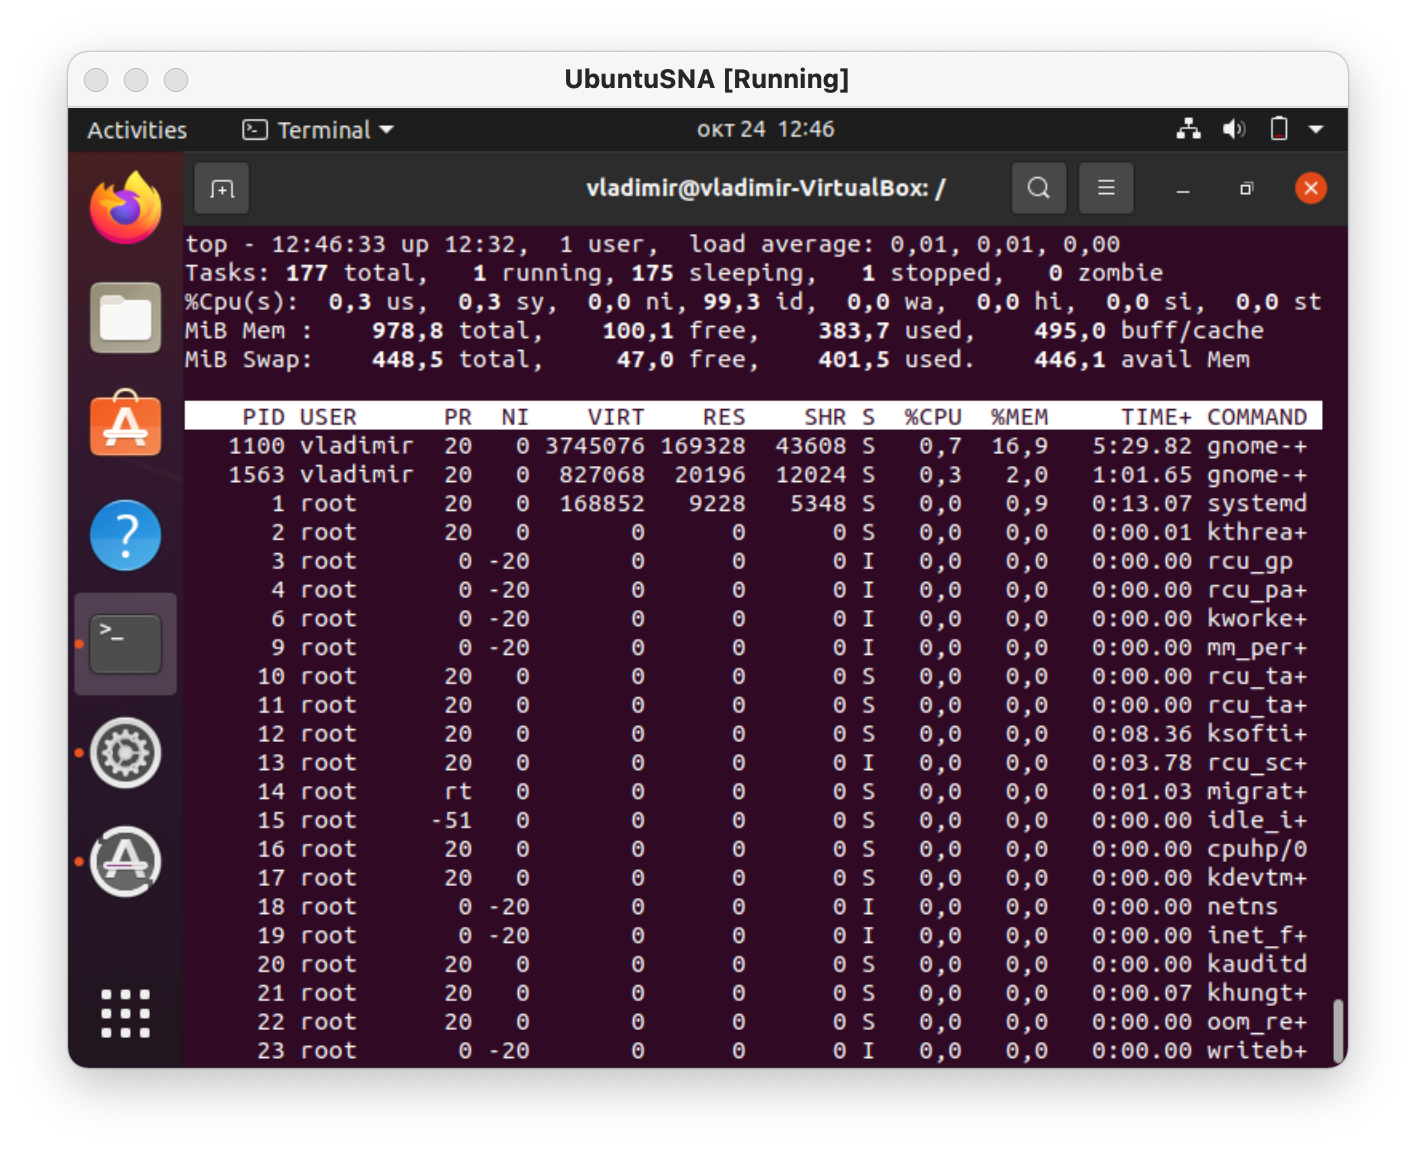 UbuntuSNA [Running]
Activities Terminal окт 24 12:46
vladimir@vladimir-VirtualBox: /
top - 12:46:33 up 12:32, 1 user, load average: 0,01, 0,01, 0,00
Tasks: 177 total, 1 running, 175 sleeping, 1 stopped, 0 zombie
%Cpu(s): 0,3 us, 0,3 sy, 0,0 ni, 99,3 id, 0,0 wa, 0,0 hi, 0,0 si, 0,0 st
MiB Mem : 978,8 total, 100,1 free, 383,7 used, 495,0 buff/cache
MiB Swap: 448,5 total, 47,0 free, 401,5 used. 446,1 avail Mem
PID USER PR NI VIRT RES SHR S %CPU %MEM TIME+ COMMAND
1100 vladimir 20 0 3745076 169328 43608 S 0,7 16,9 5:29.82 gnome-+
1563 vladimir 20 0 827068 20196 12024 S 0,3 2,0 1:01.65 gnome-+
1 root 20 0 168852 9228 5348 S 0,0 0,9 0:13.07 systemd
2 root 20 0 0 0 0 S 0,0 0,0 0:00.01 kthrea+
3 root 0 -20 0 0 0 I 0,0 0,0 0:00.00 rcu_gp
4 root 0 -20 0 0 0 I 0,0 0,0 0:00.00 rcu_pa+
6 root 0 -20 0 0 0 I 0,0 0,0 0:00.00 kworke+
9 root 0 -20 0 0 0 I 0,0 0,0 0:00.00 mm_per+
10 root 20 0 0 0 0 S 0,0 0,0 0:00.00 rcu_ta+
11 root 20 0 0 0 0 S 0,0 0,0 0:00.00 rcu_ta+
12 root 20 0 0 0 0 S 0,0 0,0 0:08.36 ksofti+
13 root 20 0 0 0 0 I 0,0 0,0 0:03.78 rcu_sc+
14 root rt 0 0 0 0 S 0,0 0,0 0:01.03 migrat+
15 root -51 0 0 0 0 S 0,0 0,0 0:00.00 idle_i+
16 root 20 0 0 0 0 S 0,0 0,0 0:00.00 cpuhp/0
17 root 20 0 0 0 0 S 0,0 0,0 0:00.00 kdevtm+
18 root 0 -20 0 0 0 I 0,0 0,0 0:00.00 netns
19 root 0 -20 0 0 0 I 0,0 0,0 0:00.00 inet_f+
20 root 20 0 0 0 0 S 0,0 0,0 0:00.00 kauditd
21 root 20 0 0 0 0 S 0,0 0,0 0:00.07 khungt+
22 root 20 0 0 0 0 S 0,0 0,0 0:00.00 oom_re+
23 root 0 -20 0 0 0 I 0,0 0,0 0:00.00 writeb+